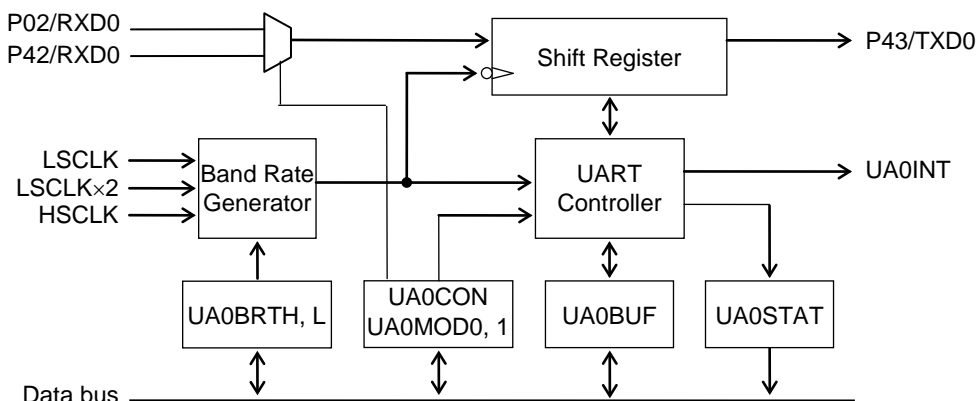 P02/RXD0
P42/RXD0
Shift Register
P43/TXD0
LSCLK
LSCLK×2
HSCLK
Band Rate
Generator
UART
Controller
UA0INT
UA0BRTH, L
UA0CON
UA0MOD0, 1
UA0BUF
UA0STAT
Data bus